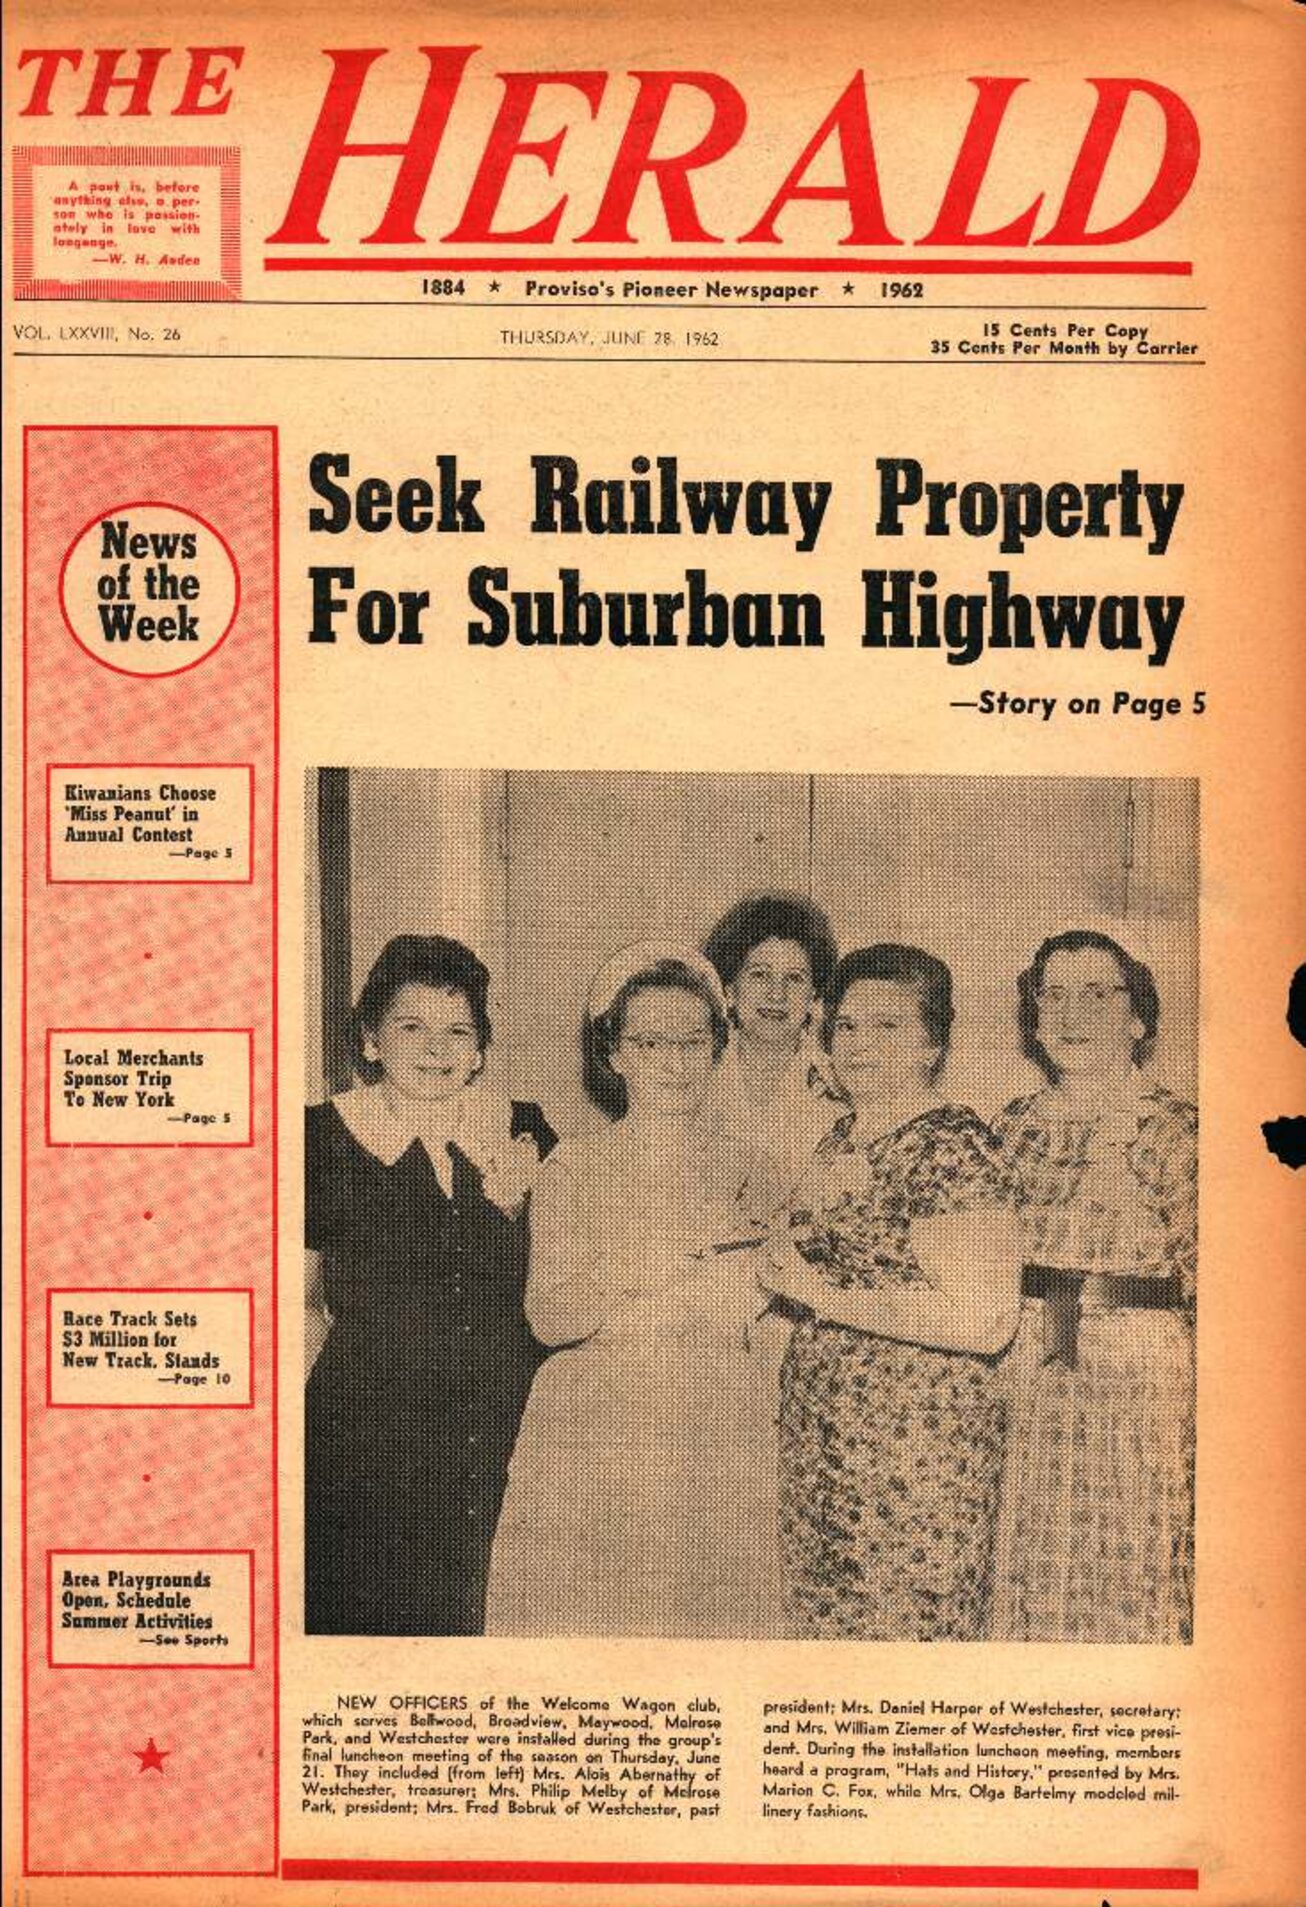 THE HERALD
A poet is, before
anything else, a per-
son who is passion-
ately in love with
language.
—W. H. Auden
1884 ★ Proviso's Pioneer Newspaper ★ 1962
VOL. LXXVIII, No. 26
THURSDAY, JUNE 28, 1962
15 Cents Per Copy
35 Cents Per Month by Carrier
News
of the
Week
Kiwanians Choose
'Miss Peanut' in
Annual Contest
—Page 5
Local Merchants
Sponsor Trip
To New York
—Page 5
Race Track Sets
$3 Million for
New Track, Stands
—Page 10
Area Playgrounds
Open, Schedule
Summer Activities
—See Sports
Seek Railway Property
For Suburban Highway
—Story on Page 5
NEW OFFICERS of the Welcome Wagon club,
which serves Bellwood, Broadview, Maywood, Melrose
Park, and Westchester were installed during the group's
final luncheon meeting of the season on Thursday, June
21. They included (from left) Mrs. Alois Abernathy of
Westchester, treasurer; Mrs. Philip Melby of Melrose
Park, president; Mrs. Fred Bobruk of Westchester, past
president; Mrs. Daniel Harper of Westchester, secretary;
and Mrs. William Ziemer of Westchester, first vice presi-
dent. During the installation luncheon meeting, members
heard a program, "Hats and History," presented by Mrs.
Marion C. Fox, while Mrs. Olga Bartelmy modeled mil-
linery fashions.